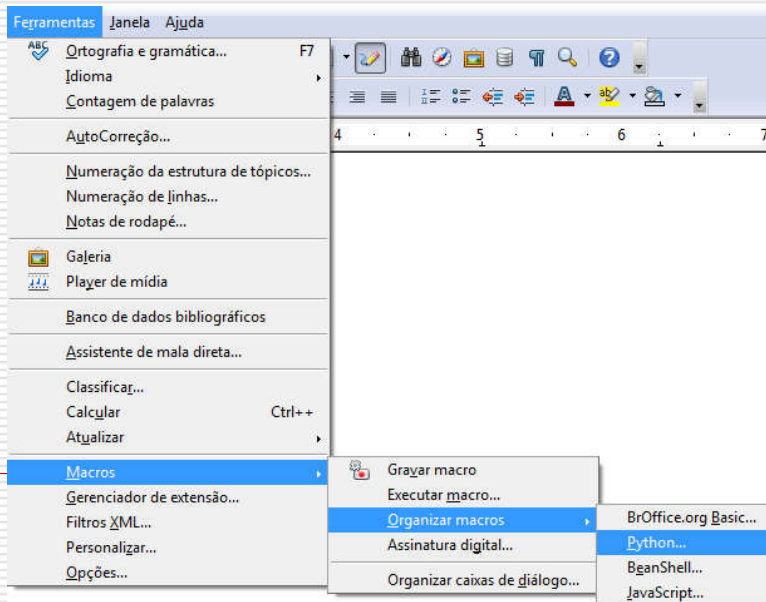 Ferramentas Janela Ajuda
ABC Ortografia e gramática... F7
Idioma
Contagem de palavras
AutoCorreção...
Numeração da estrutura de tópicos...
Numeração de linhas...
Notas de rodapé...
Galeria
Player de mídia
Banco de dados bibliográficos
Assistente de mala direta...
Classificar...
Calcular Ctrl++
Atualizar
Macros
Gerenciador de extensão...
Filtros XML...
Personalizar...
Opções...
4 5 6 7
Gravar macro
Executar macro...
Organizar macros
Assinatura digital...
Organizar caixas de diálogo...
BrOffice.org Basic...
Python...
BeanShell...
JavaScript...